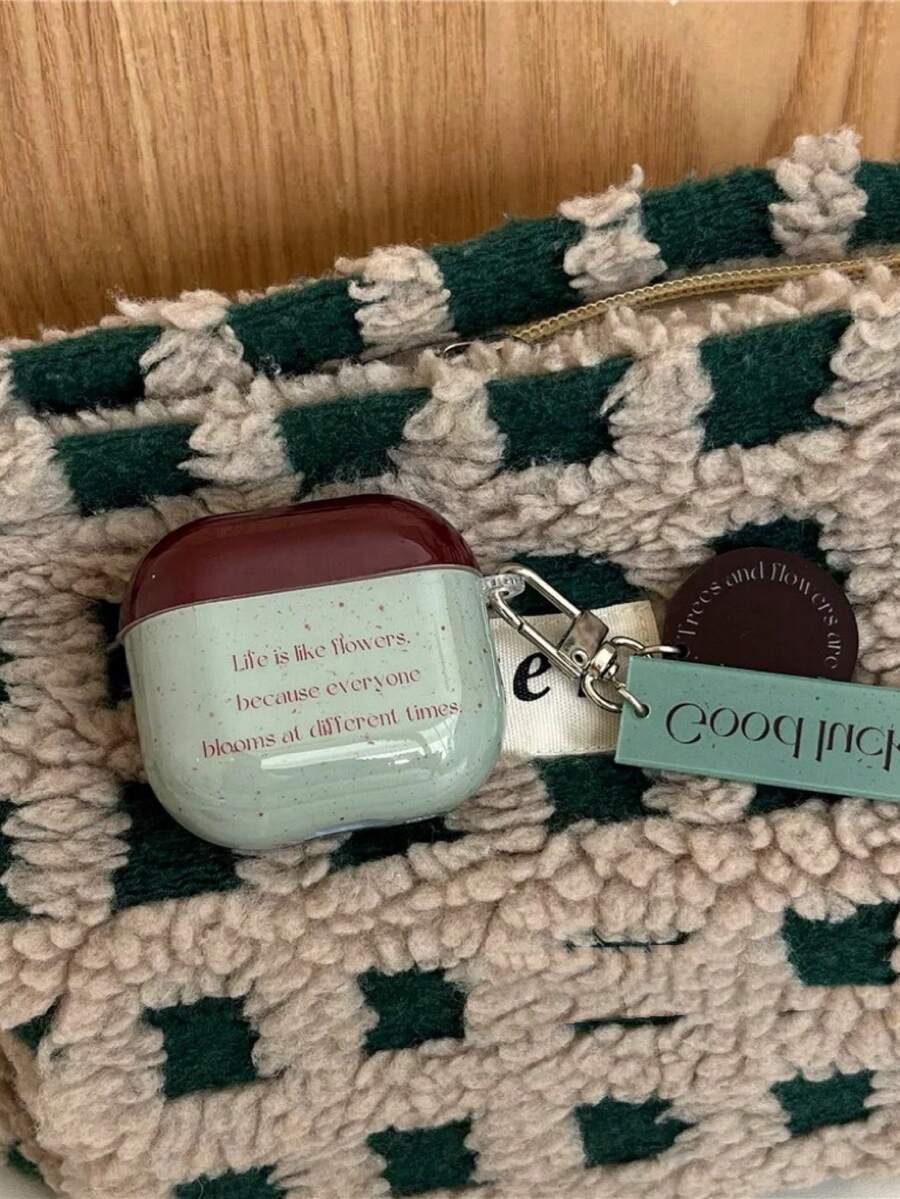 Life is like flowers,
because everyone
blooms at different times.
e
Trees and flowers are
Good luck